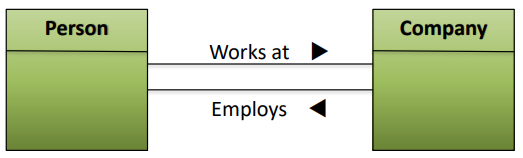 Person
Company
Works at ▶
Employs ◀